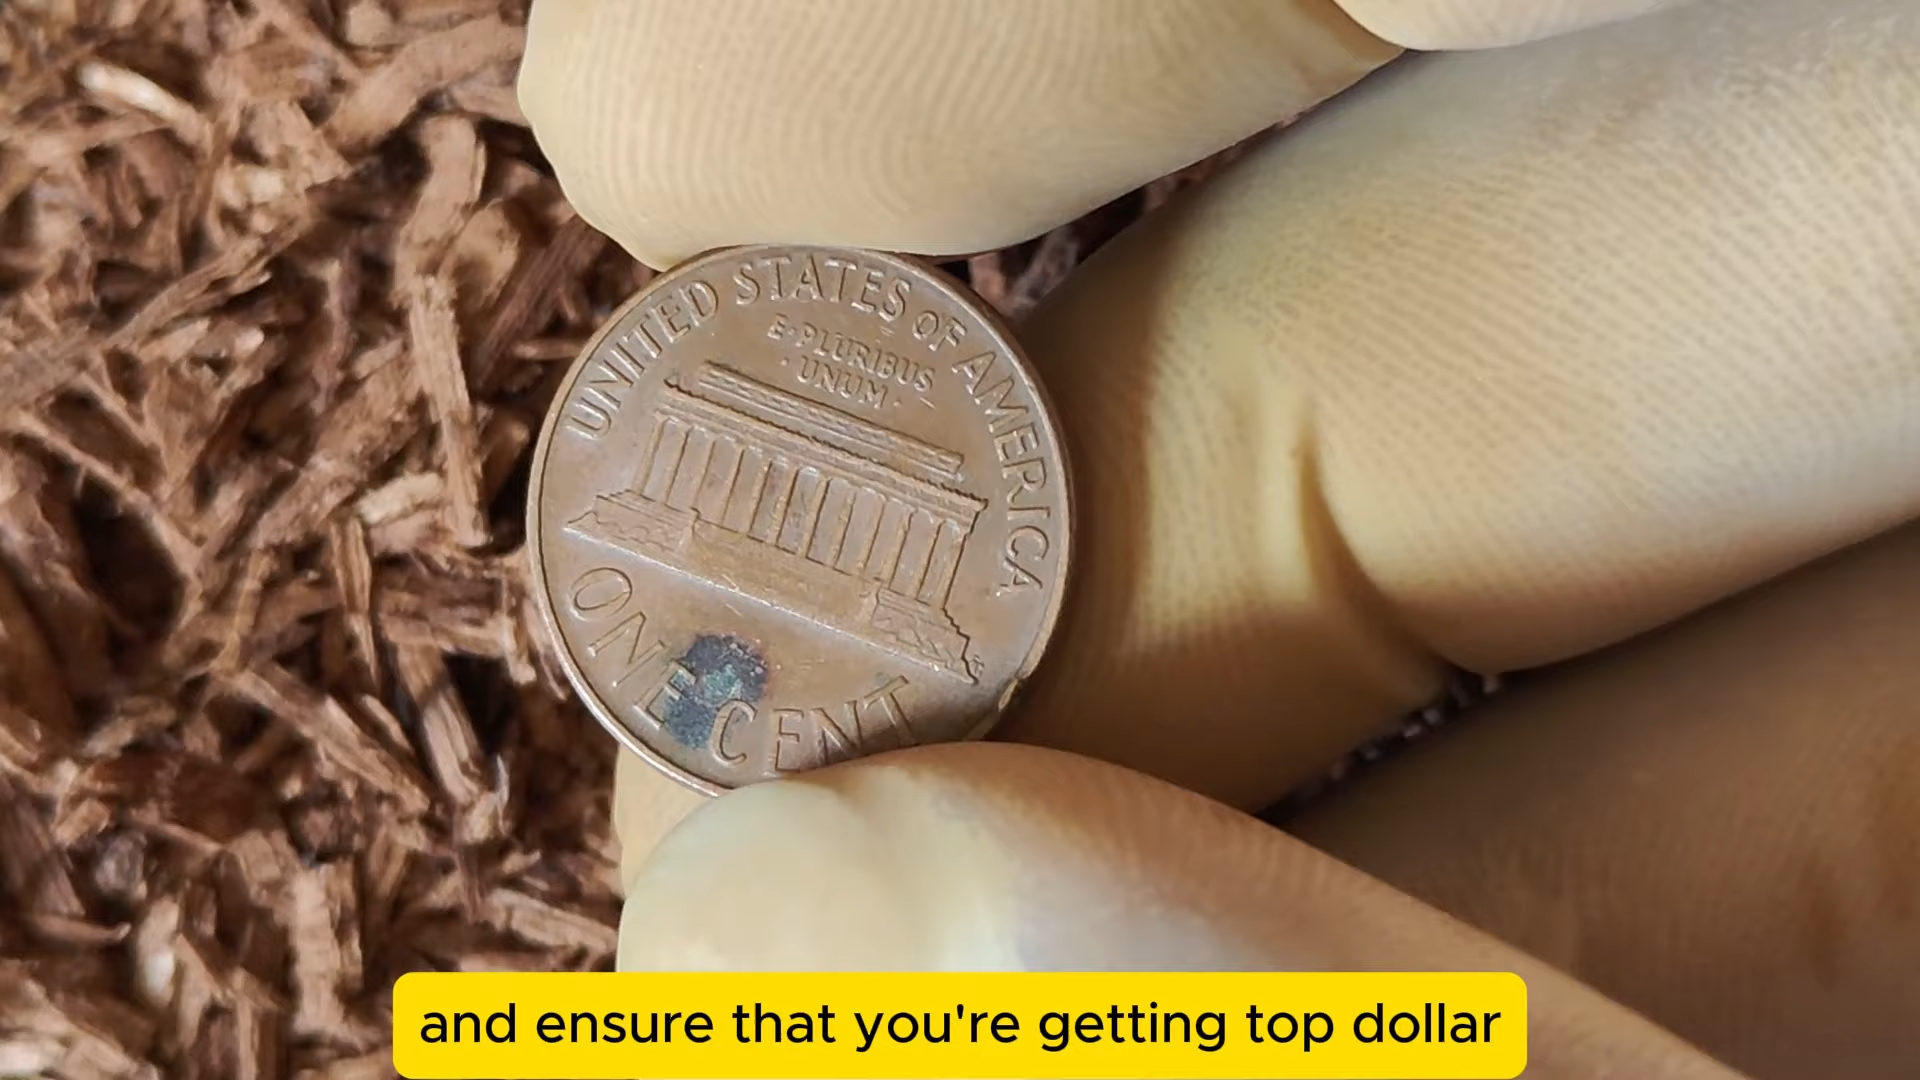 UNITED STATES OF AMERICA
E·PLURIBUS
·UNUM·
ONE CENT
and ensure that you're getting top dollar